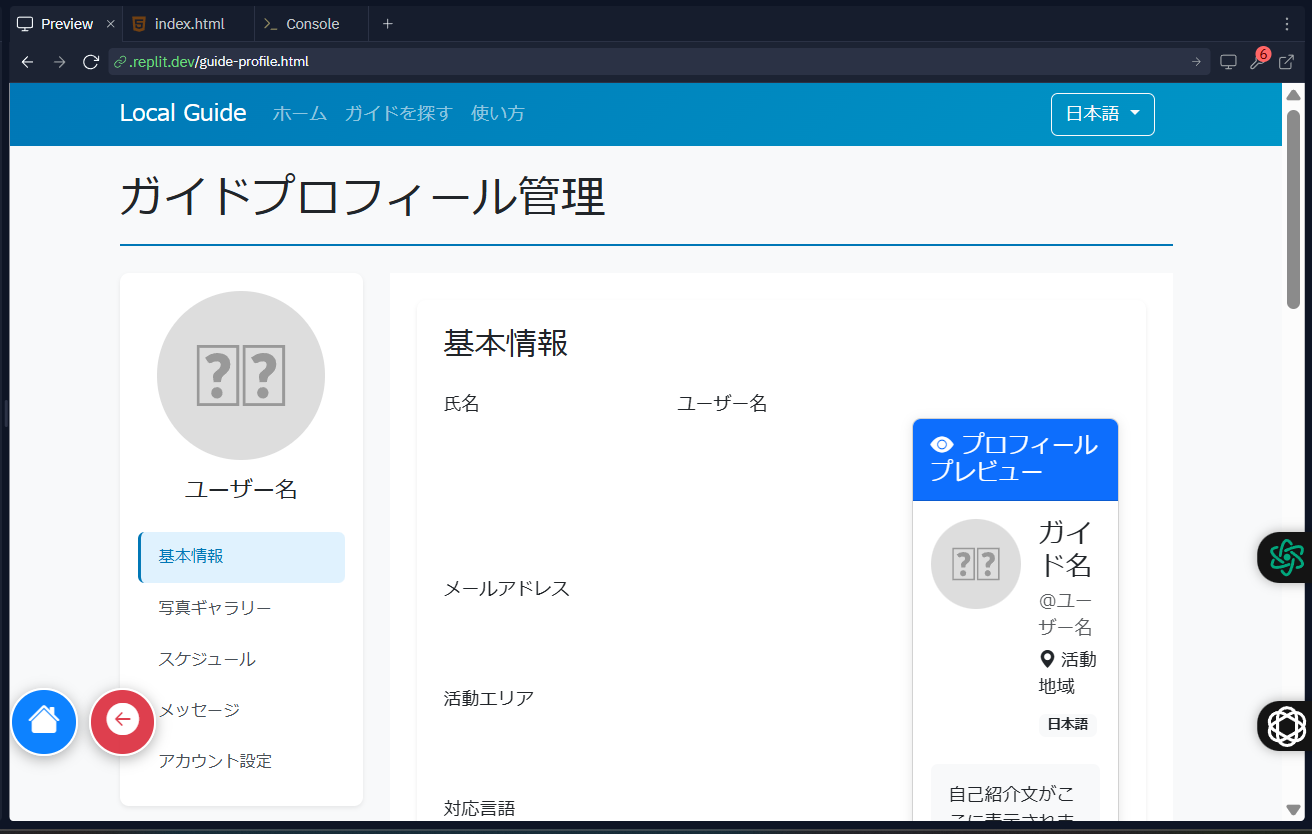 Preview
index.html
Console
.replit.dev/guide-profile.html
6
Local Guide
ホーム
ガイドを探す
使い方
日本語
ガイドプロフィール管理
??
ユーザー名
基本情報
写真ギャラリー
スケジュール
メッセージ
アカウント設定
基本情報
氏名
ユーザー名
メールアドレス
活動エリア
対応言語
プロフィール
プレビュー
??
ガイ
ド名
@ユー
ザー名
活動
地域
日本語
自己紹介文がこ
こに表示されま